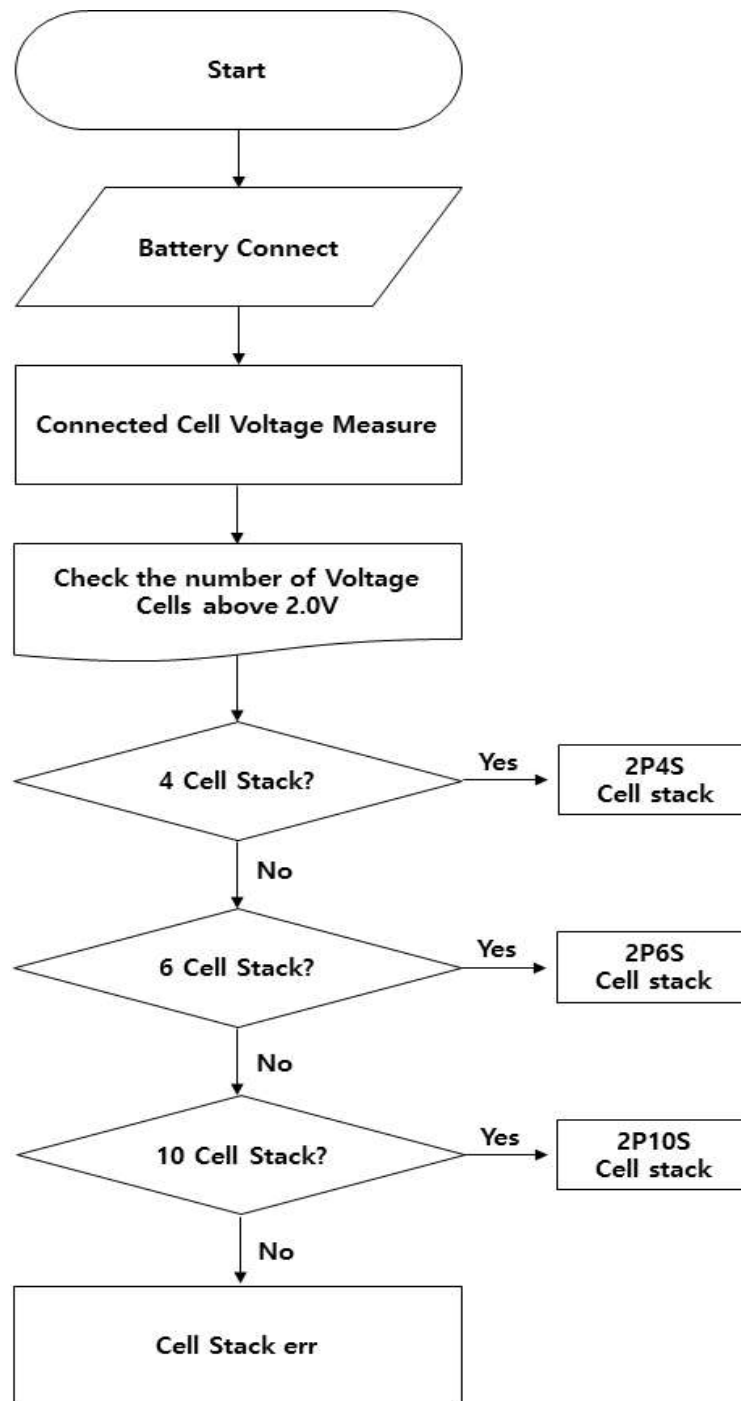 Start
Battery Connect
Connected Cell Voltage Measure
Check the number of Voltage
Cells above 2.0V
4 Cell Stack?
Yes
2P4S
Cell stack
No
6 Cell Stack?
Yes
2P6S
Cell stack
No
10 Cell Stack?
Yes
2P10S
Cell stack
No
Cell Stack err